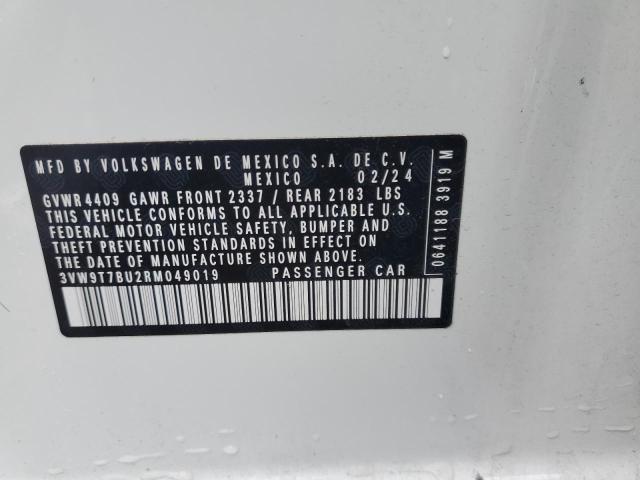 MFD BY VOLKSWAGEN DE MEXICO S.A. DE C.V.
MEXICO 02/24
GVWR 4409 GAWR FRONT 2337 / REAR 2183 LBS
THIS VEHICLE CONFORMS TO ALL APPLICABLE U.S.
FEDERAL MOTOR VEHICLE SAFETY, BUMPER AND
THEFT PREVENTION STANDARDS IN EFFECT ON
THE DATE OF MANUFACTURE SHOWN ABOVE.
3VW9T7BU2RM049019 PASSENGER CAR
0641188 3919 M